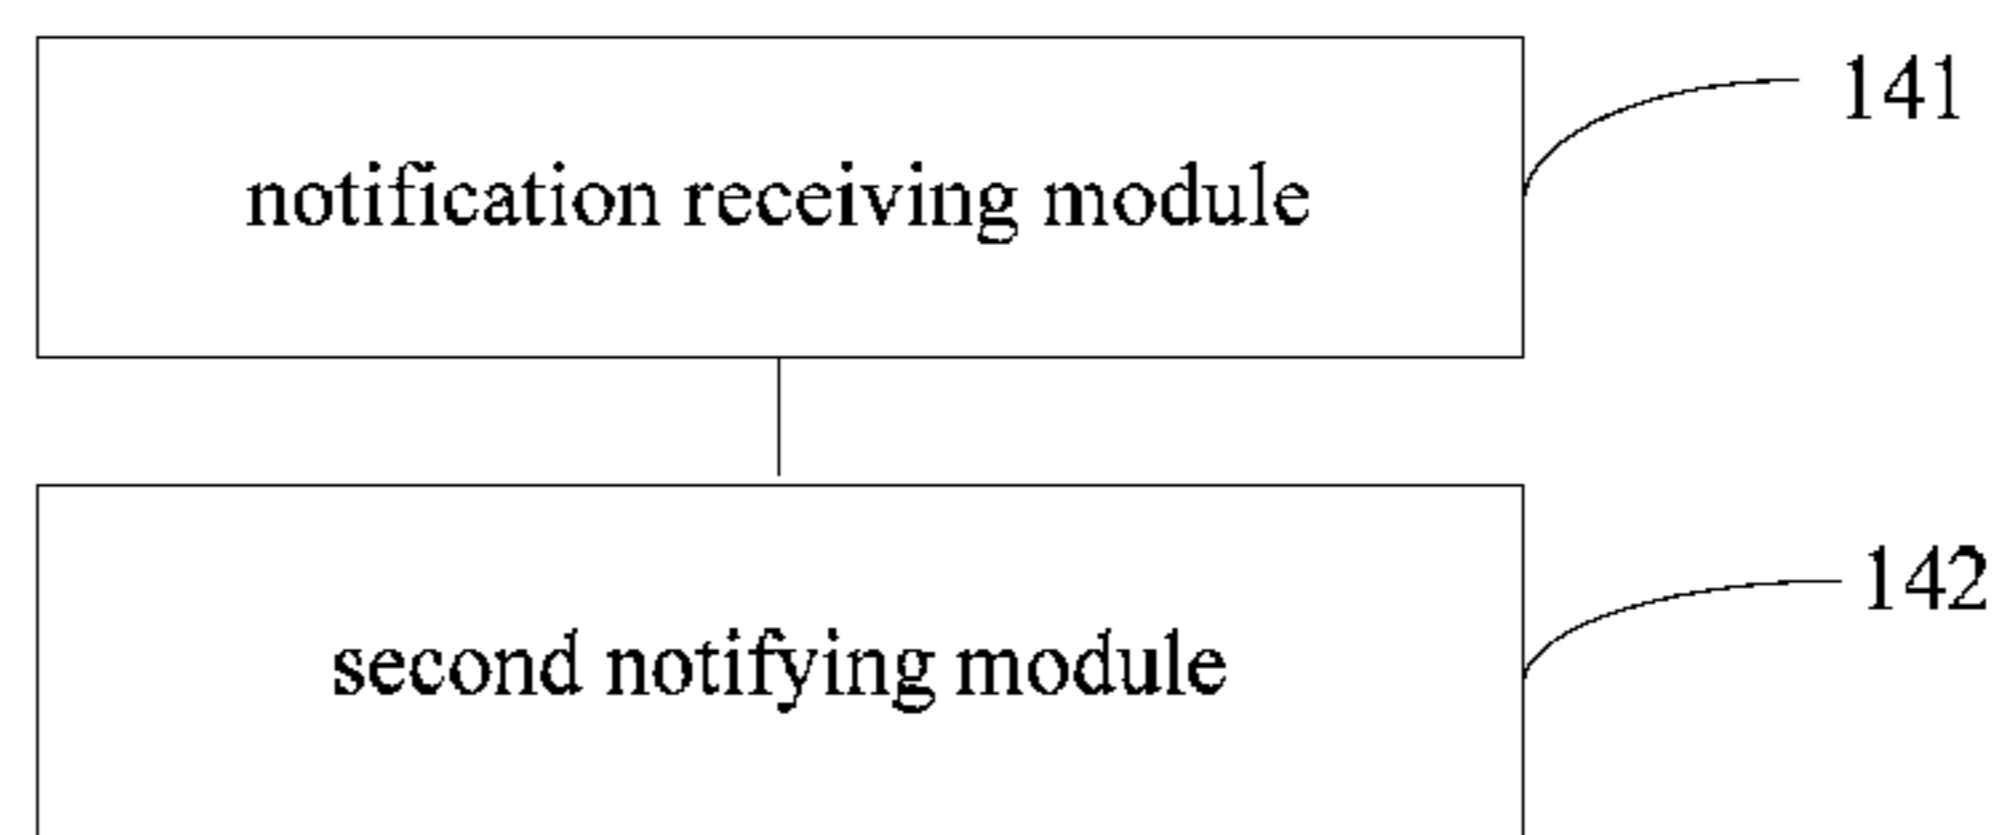 141
notification receiving module
142
second notifying module